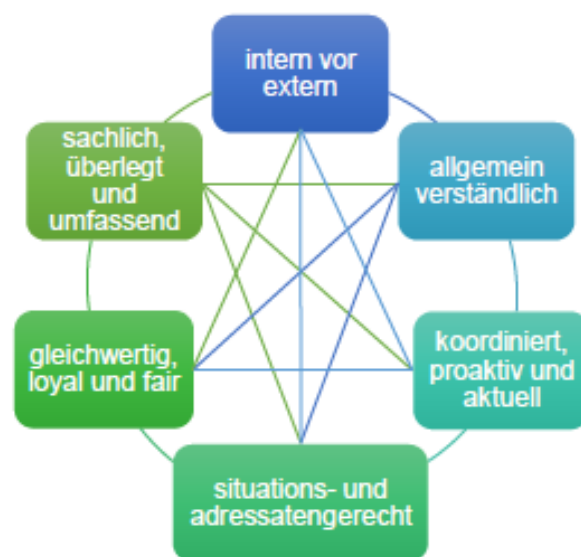 intern vor
extern
allgemein
verständlich
koordiniert,
proaktiv und
aktuell
situations- und
adressatengerecht
gleichwertig,
loyal und fair
sachlich,
überlegt
und
umfassend